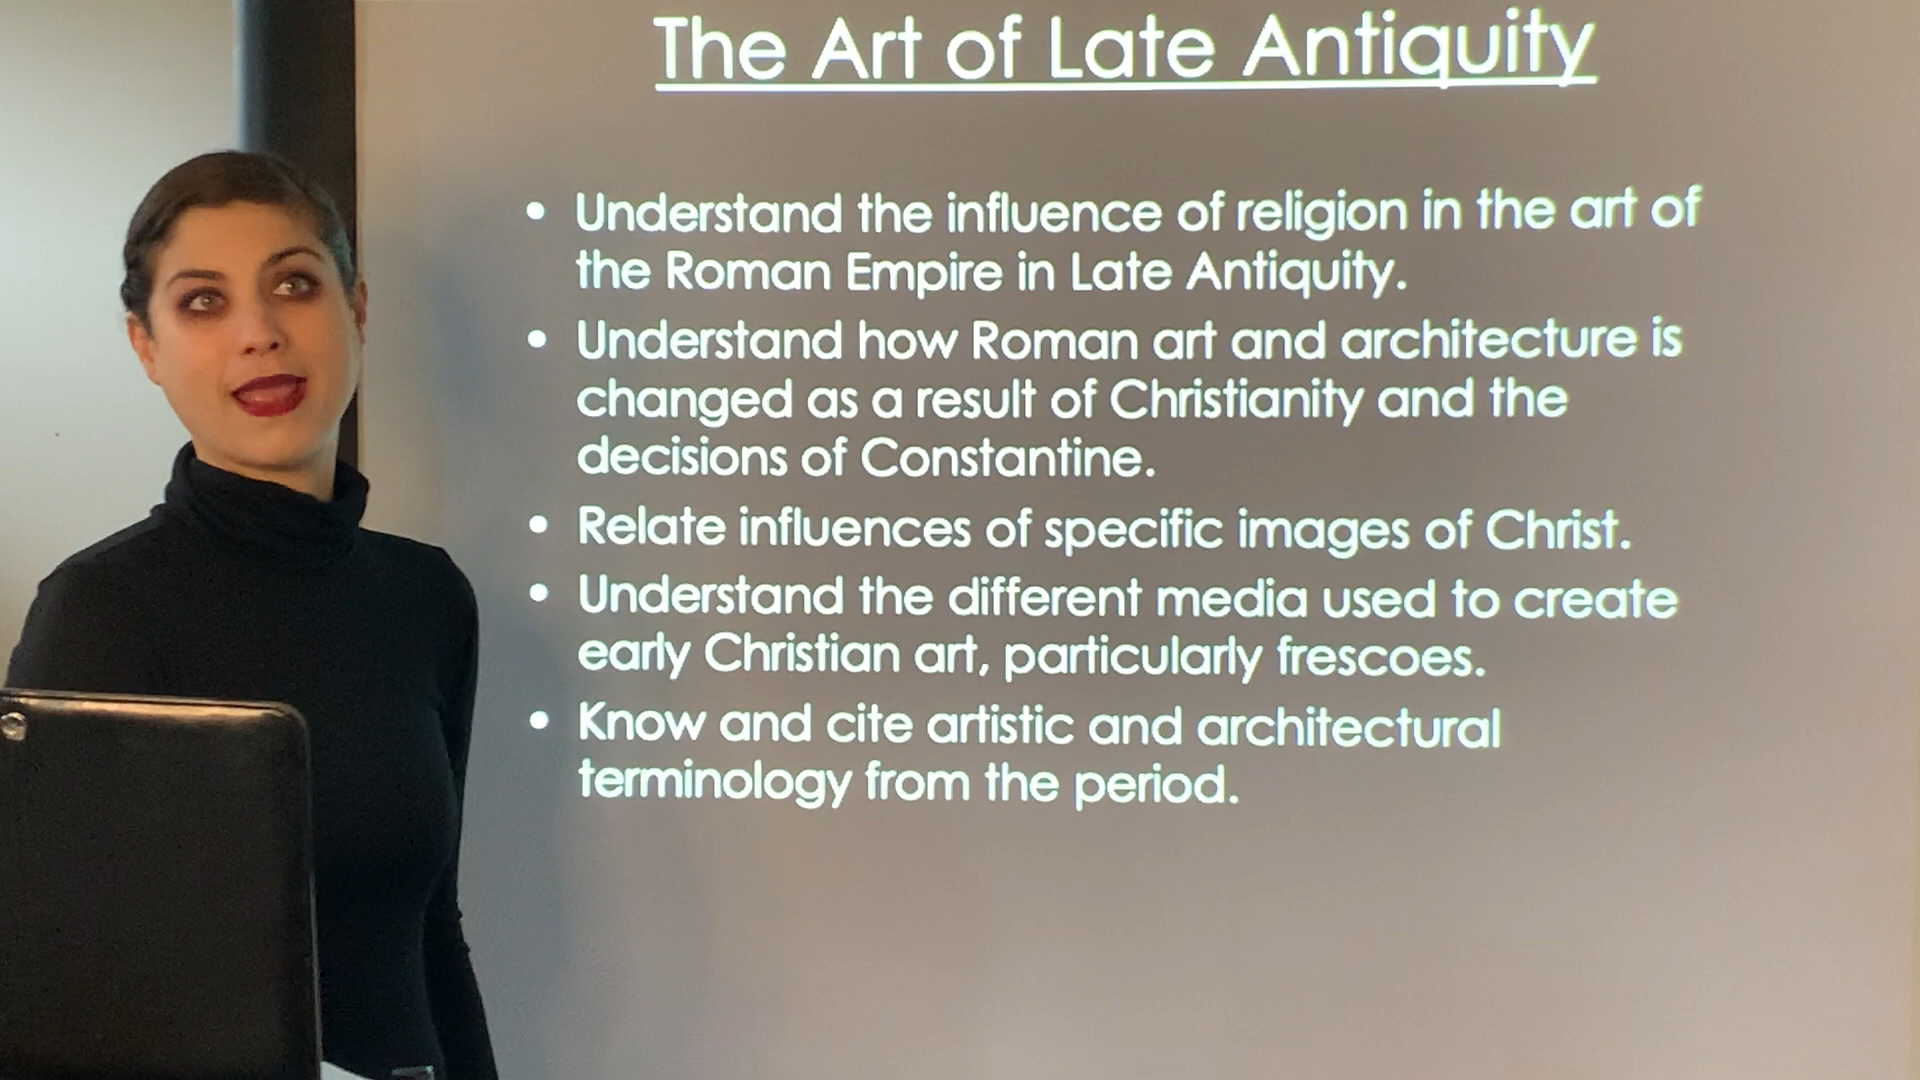 The Art of Late Antiquity
• Understand the influence of religion in the art of
the Roman Empire in Late Antiquity.
• Understand how Roman art and architecture is
changed as a result of Christianity and the
decisions of Constantine.
• Relate influences of specific images of Christ.
• Understand the different media used to create
early Christian art, particularly frescoes.
• Know and cite artistic and architectural
terminology from the period.